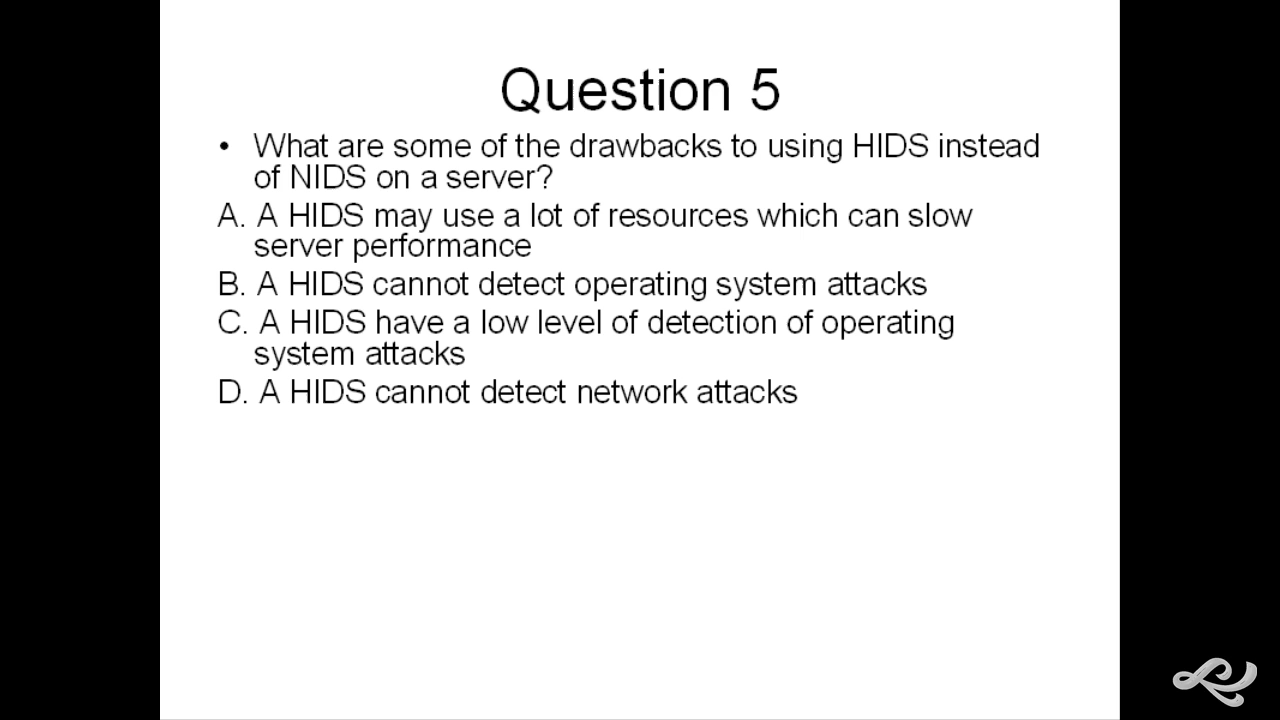 Question 5
• What are some of the drawbacks to using HIDS instead
of NIDS on a server?
A. A HIDS may use a lot of resources which can slow
server performance
B. A HIDS cannot detect operating system attacks
C. A HIDS have a low level of detection of operating
system attacks
D. A HIDS cannot detect network attacks